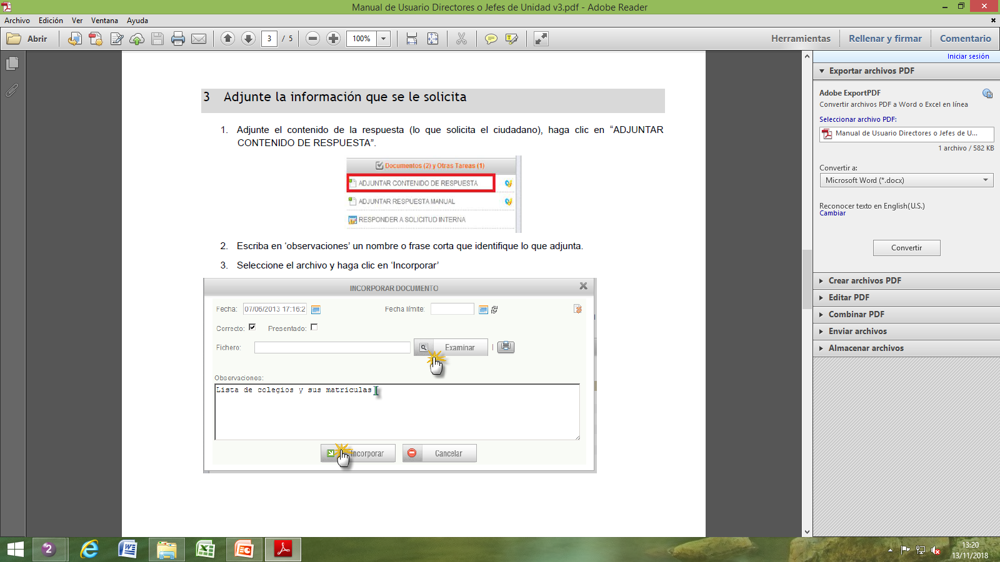 Manual de Usuario Directores o Jefes de Unidad v3.pdf - Adobe Reader
Archivo Edición Ver Ventana Ayuda
Abrir 3 / 5 100% Herramientas Rellenar y firmar Comentario
Iniciar sesión
Exportar archivos PDF
Adobe ExportPDF
Convertir archivos PDF a Word o Excel en línea
Seleccionar archivo PDF:
Manual de Usuario Directores o Jefes de U...
1 archivo / 582 KB
Convertir a:
Microsoft Word (*.docx)
Reconocer texto en English(U.S.)
Cambiar
Convertir
Crear archivos PDF
Editar PDF
Combinar PDF
Enviar archivos
Almacenar archivos
3 Adjunte la información que se le solicita
1. Adjunte el contenido de la respuesta (lo que solicita el ciudadano), haga clic en “ADJUNTAR
CONTENIDO DE RESPUESTA”.
Documentos (2) y Otras Tareas (1)
ADJUNTAR CONTENIDO DE RESPUESTA
ADJUNTAR RESPUESTA MANUAL
RESPONDER A SOLICITUD INTERNA
2. Escriba en ‘observaciones’ un nombre o frase corta que identifique lo que adjunta.
3. Seleccione el archivo y haga clic en ‘Incorporar’
INCORPORAR DOCUMENTO
Fecha: 07/06/2013 17:16:2 Fecha límite:
Correcto: Presentado:
Fichero: Examinar
Observaciones:
Lista de colegios y sus matriculas
Incorporar Cancelar
2
13:20
13/11/2018